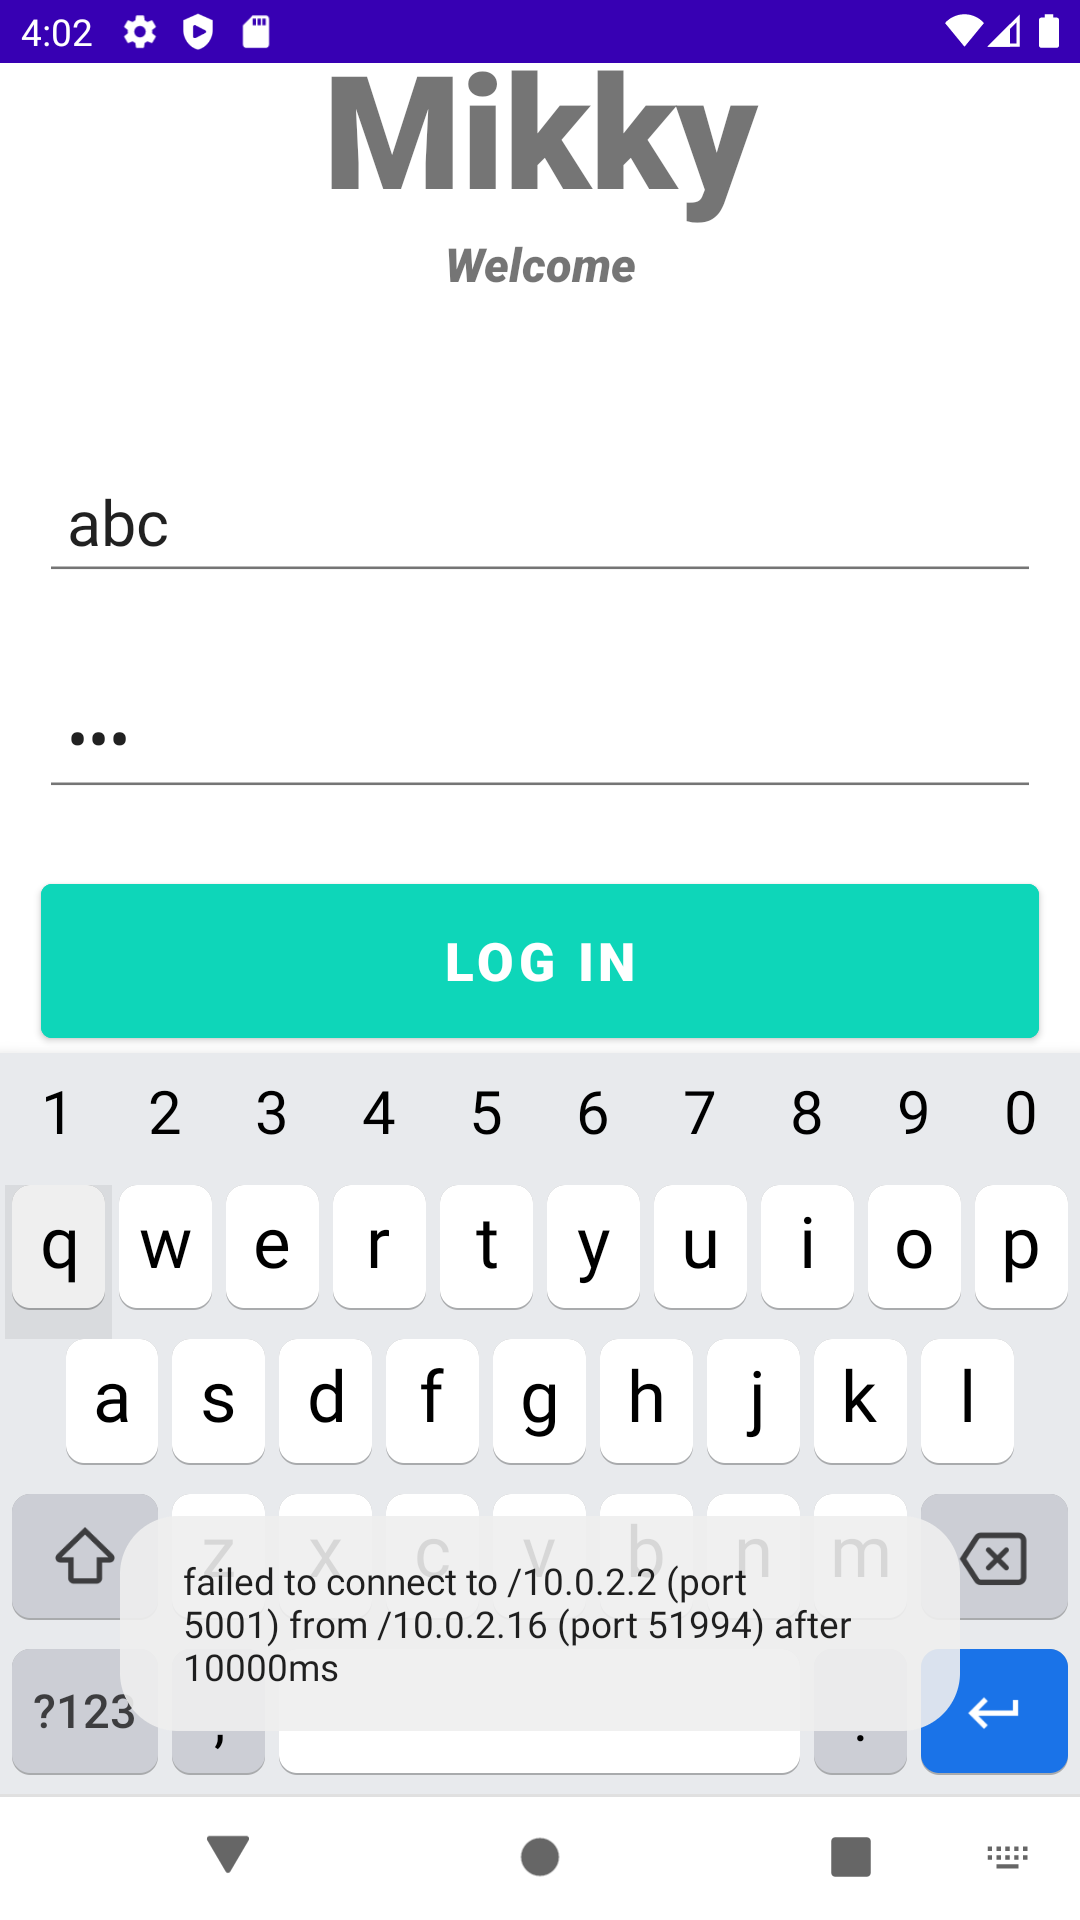 4:02
Mikky
Welcome
abc
•••
LOG IN
1 2 3 4 5 6 7 8 9 0
q w e r t y u i o p
a s d f g h j k l
z x c v b n m
failed to connect to /10.0.2.2 (port
5001) from /10.0.2.16 (port 51994) after
10000ms
?123 , .